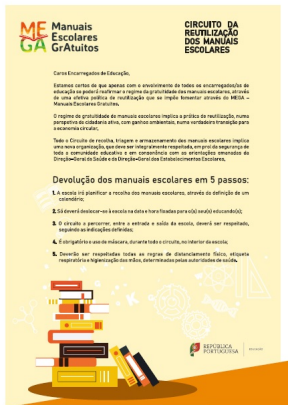 ME GA Manuais Escolares GrAtuitos
CIRCUITO DA
REUTILIZAÇÃO
DOS MANUAIS
ESCOLARES
Caros Encarregados de Educação,
Estamos certos de que apenas com o envolvimento de todos os encarregados/as de
educação se poderá reafirmar o regime da gratuitidade dos manuais escolares, através
de uma efetiva política de reutilização que se impõe fomentar através do MEGA –
Manuais Escolares Gratuitos.
O regime de gratuitidade dos manuais escolares implica a prática de reutilização, numa
perspetiva de cidadania ativa, com ganhos ambientais, numa verdadeira transição para
a economia circular.
Todo o Circuito de recolha, triagem e armazenamento dos manuais escolares implica
uma nova organização, que deve ser integralmente respeitada, em prol da segurança de
toda a comunidade educativa e em consonância com as orientações emanadas da
Direção-Geral da Saúde e da Direção-Geral dos Estabelecimentos Escolares.
Devolução dos manuais escolares em 5 passos:
1. A escola irá planificar a recolha dos manuais escolares, através da definição de um
calendário;
2. Só deverá deslocar-se à escola na data e hora fixadas para o(s) seu(s) educando(s);
3. O circuito a percorrer, entre a entrada e saída da escola, deverá ser respeitado,
seguindo as indicações definidas;
4. É obrigatório o uso de máscara, durante todo o circuito, no interior da escola;
5. Deverão ser respeitadas todas as regras de distanciamento físico, etiqueta
respiratória e higienização das mãos, determinadas pelas autoridades de saúde.
REPÚBLICA
PORTUGUESA